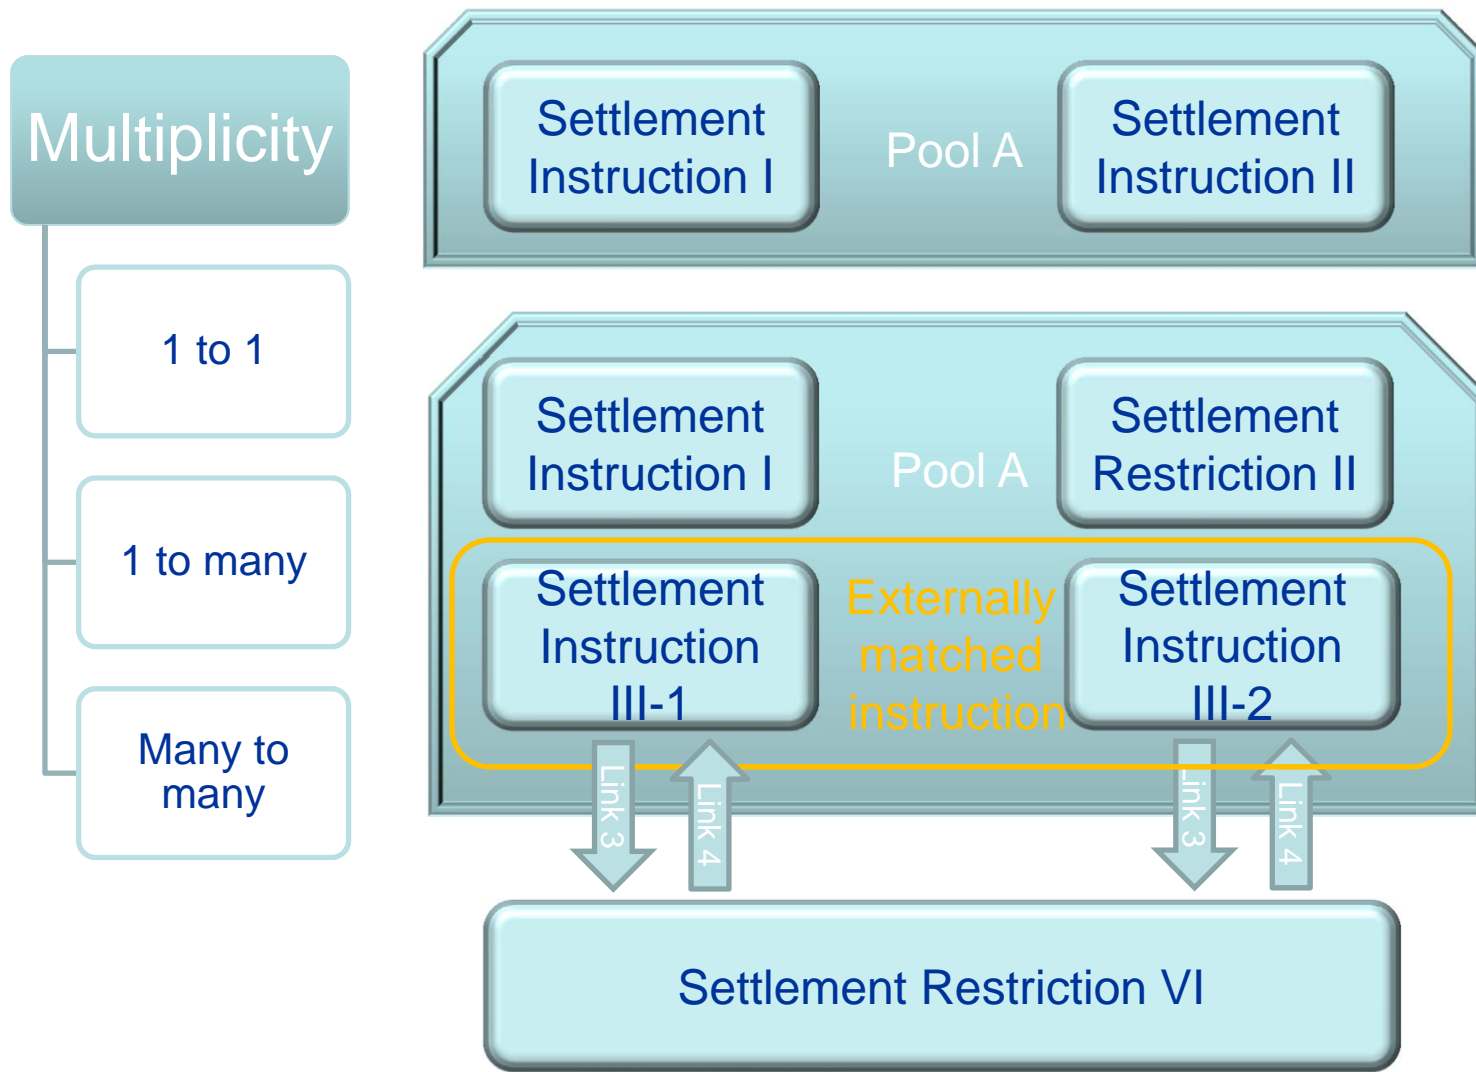 Multiplicity
1 to 1
1 to many
Many to
many
Settlement
Instruction I
Pool A
Settlement
Instruction II
Settlement
Instruction I
Pool A
Settlement
Restriction II
Settlement
Instruction
III-1
Externally
matched
instruction
Settlement
Instruction
III-2
Link 3
Link 4
Link 3
Link 4
Settlement Restriction VI